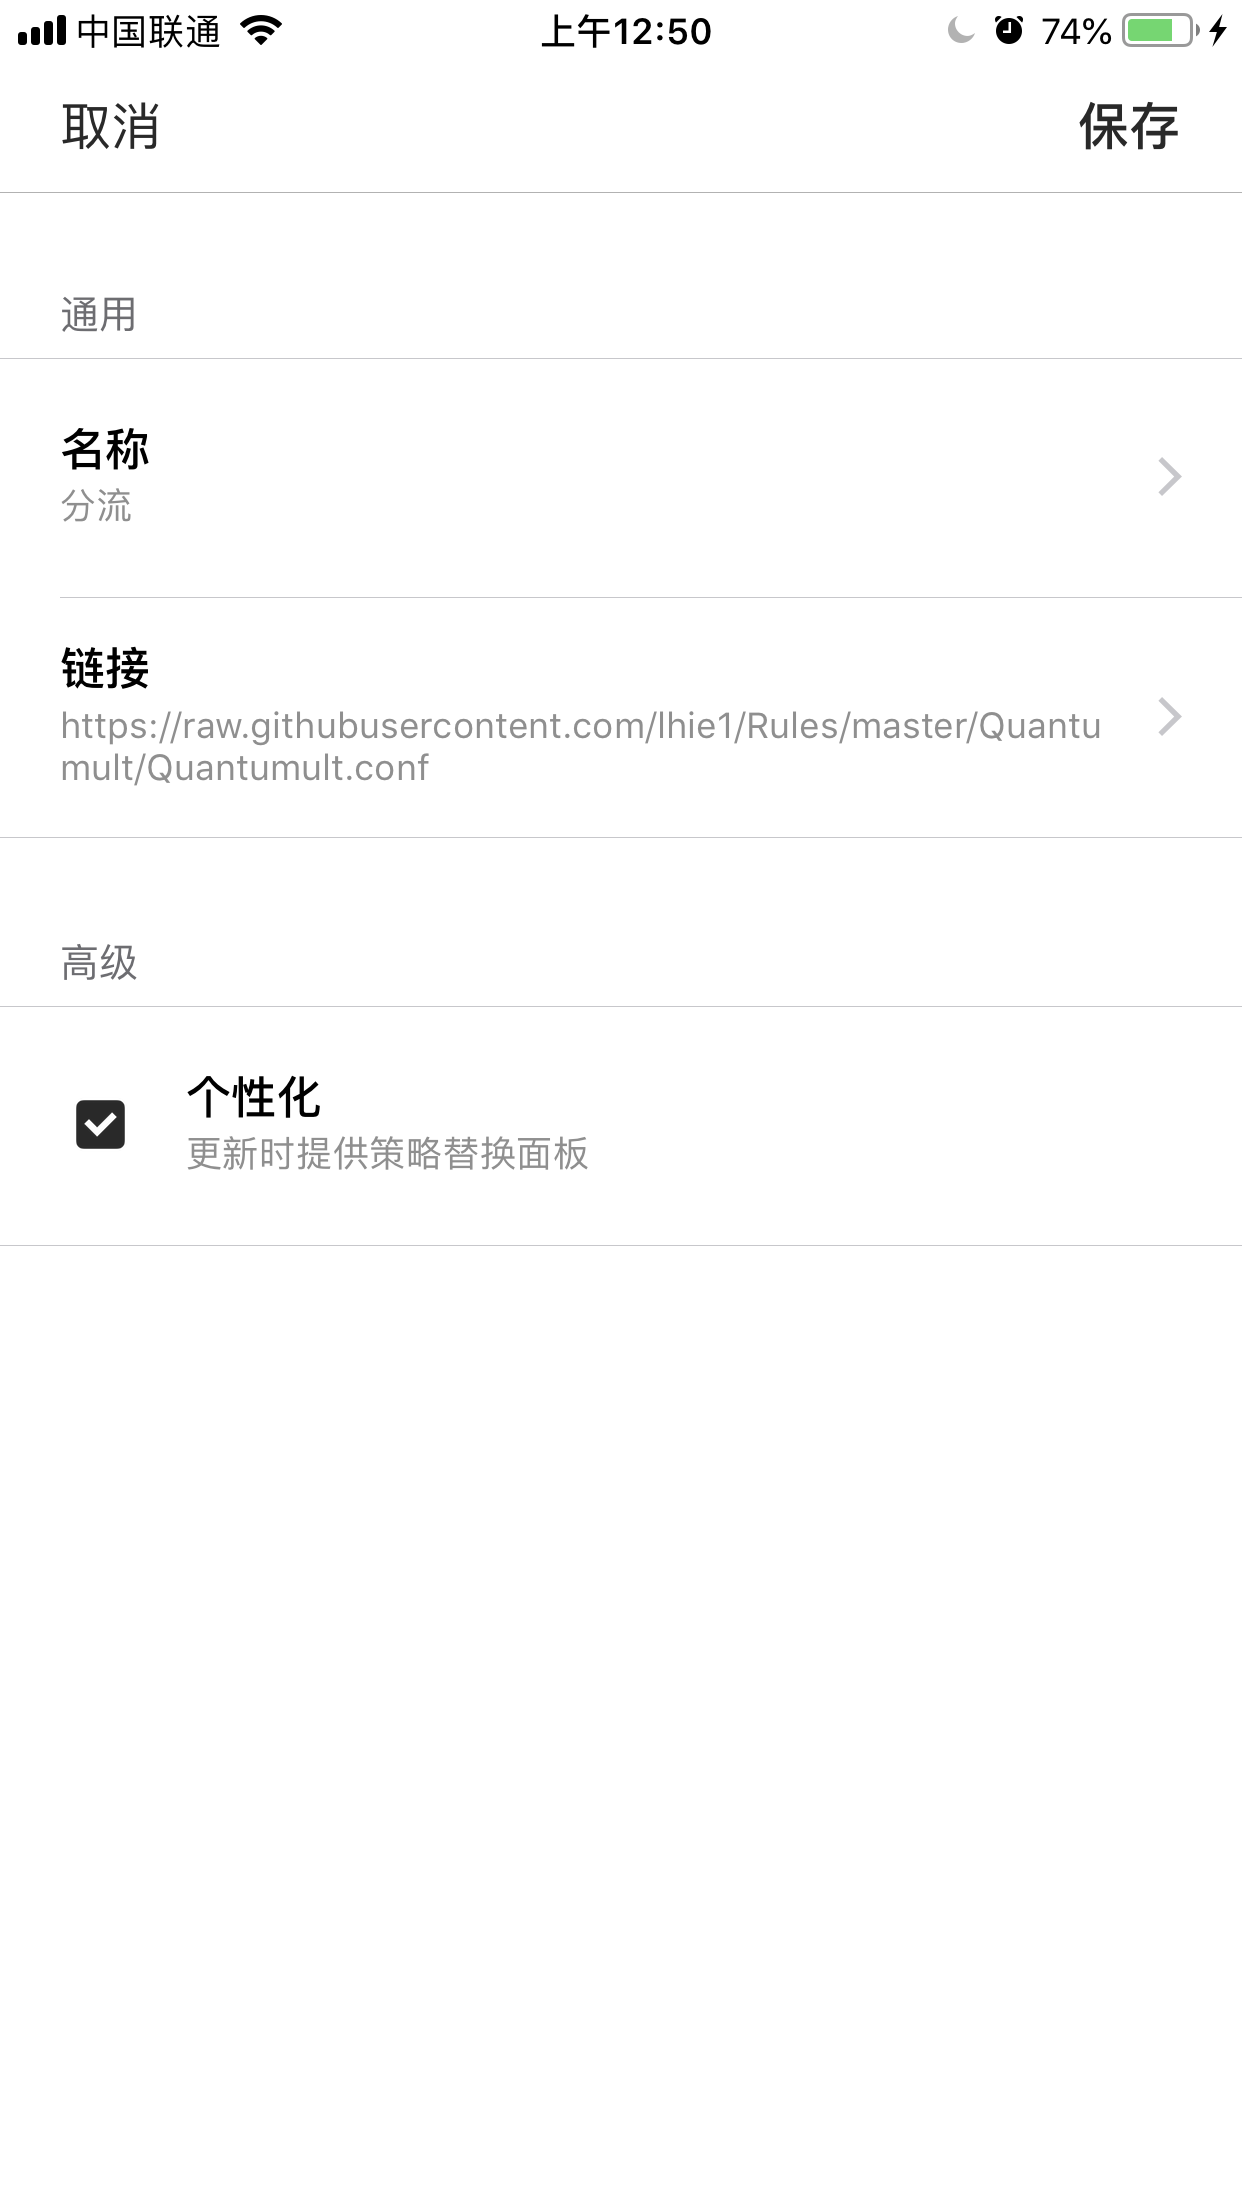 中国联通
上午12:50
74%
取消
保存
通用
名称
分流
链接
https://raw.githubusercontent.com/lhie1/Rules/master/Quantu
mult/Quantumult.conf
高级
个性化
更新时提供策略替换面板